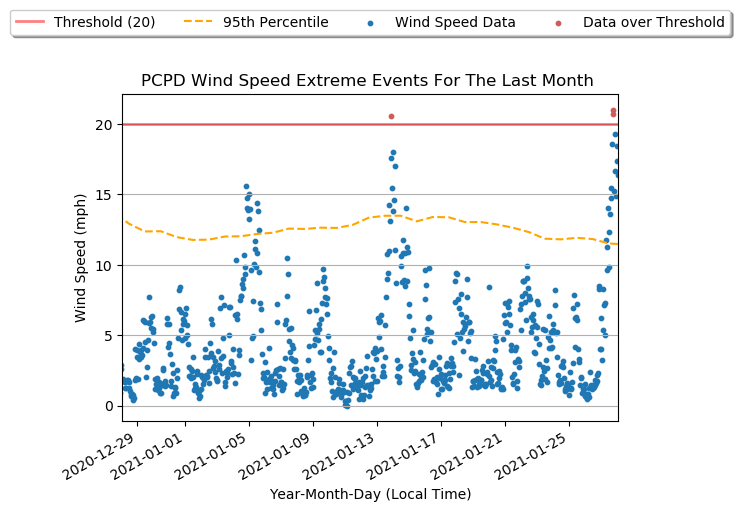 Threshold (20) 95th Percentile Wind Speed Data Data over Threshold
PCPD Wind Speed Extreme Events For The Last Month
Wind Speed (mph)
20
15
10
5
0
2020-12-29 2021-01-01 2021-01-05 2021-01-09 2021-01-13 2021-01-17 2021-01-21 2021-01-25
Year-Month-Day (Local Time)